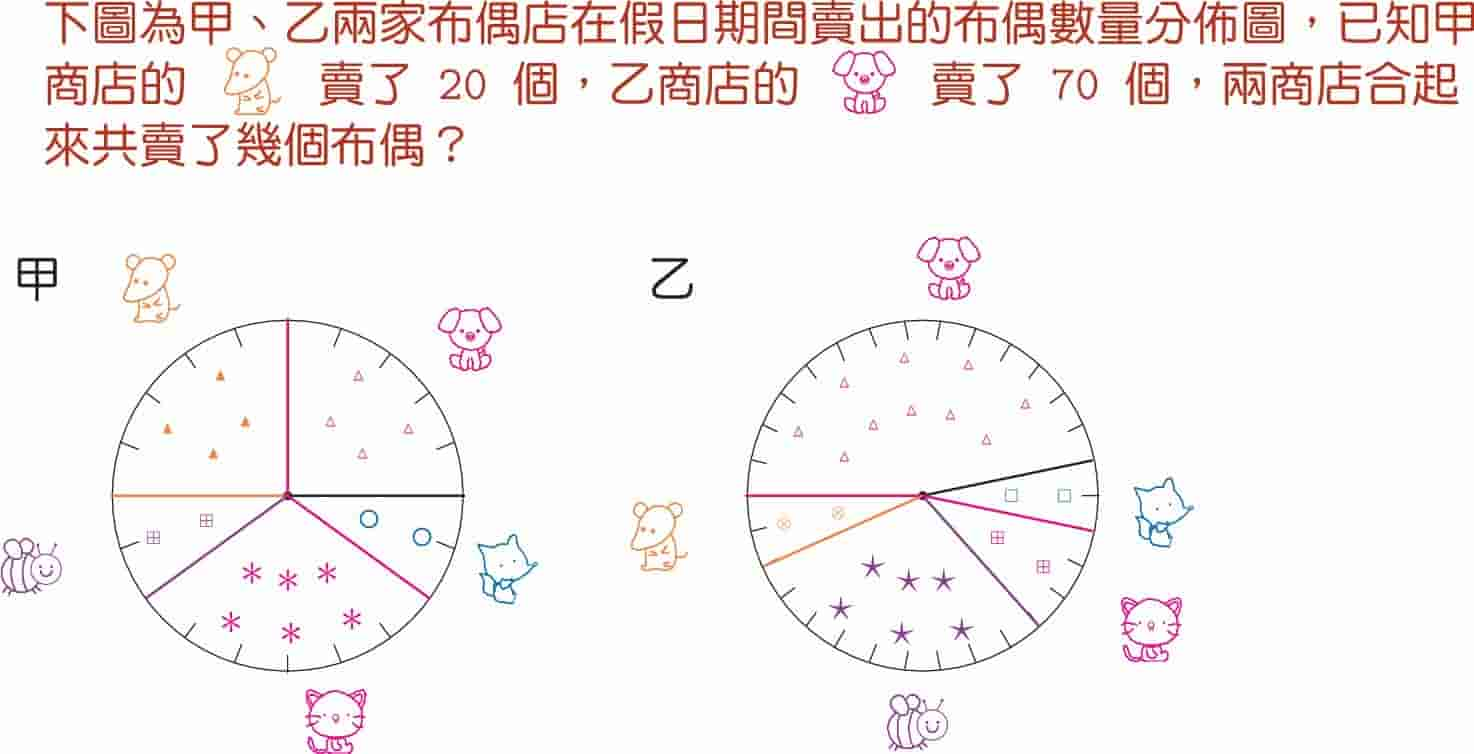 下圖為甲、乙兩家布偶店在假日期間賣出的布偶數量分佈圖，已知甲
商店的 賣了 20 個，乙商店的 賣了 70 個，兩商店合起
來共賣了幾個布偶？
甲
乙